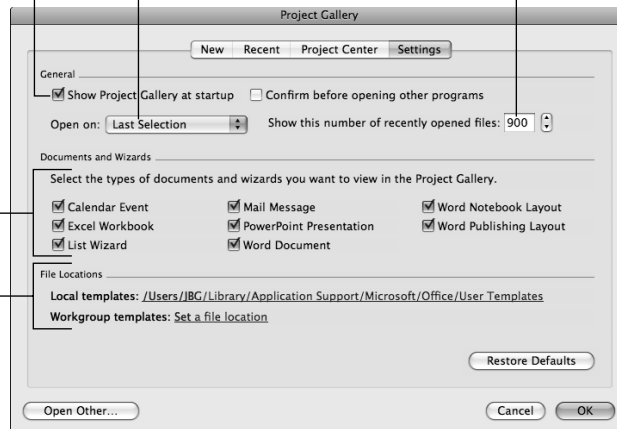 Project Gallery
New Recent Project Center Settings
General
Show Project Gallery at startup Confirm before opening other programs
Open on: Last Selection Show this number of recently opened files: 900
Documents and Wizards
Select the types of documents and wizards you want to view in the Project Gallery.
Calendar Event Mail Message Word Notebook Layout
Excel Workbook PowerPoint Presentation Word Publishing Layout
List Wizard Word Document
File Locations
Local templates: /Users/JBG/Library/Application Support/Microsoft/Office/User Templates
Workgroup templates: Set a file location
Restore Defaults
Open Other... Cancel OK